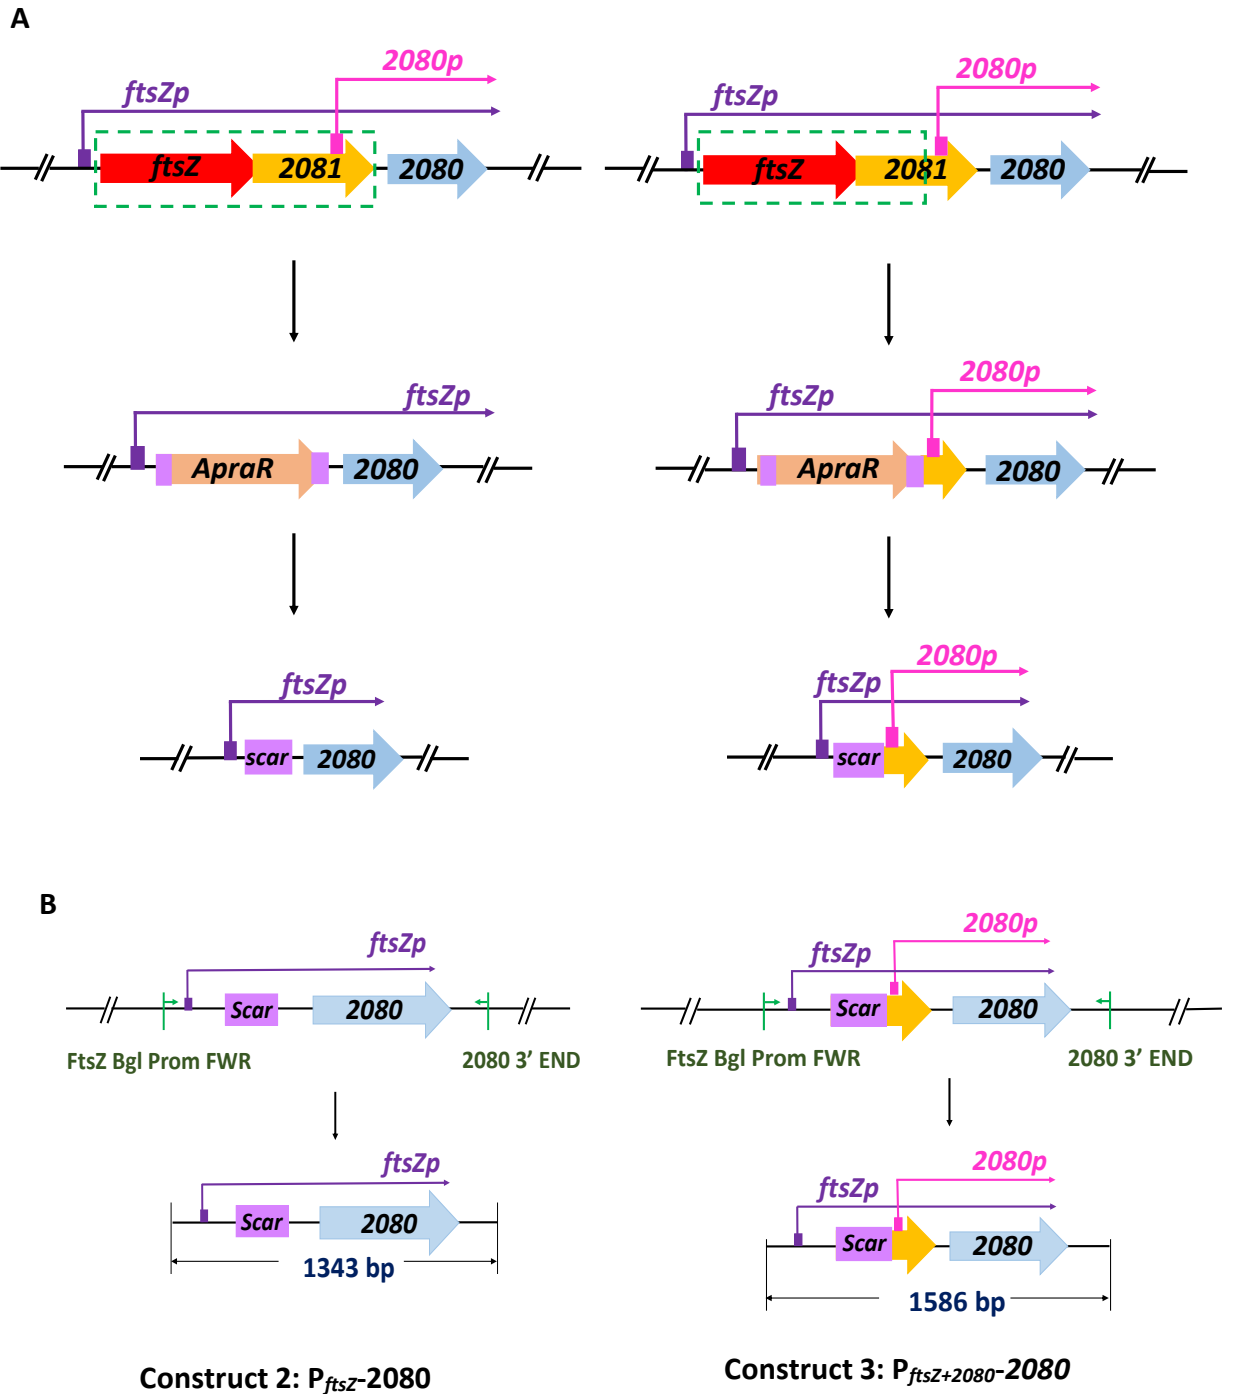 A
2080p
ftsZp
ftsZ 2081 2080
2080p
ftsZp
ftsZ 2081 2080
ftsZp
ApraR 2080
2080p
ftsZp
ApraR 2080
ftsZp
scar 2080
2080p
ftsZp
scar 2080
B
ftsZp
Scar 2080
FtsZ Bgl Prom FWR 2080 3’ END
2080p
ftsZp
Scar 2080
FtsZ Bgl Prom FWR 2080 3’ END
ftsZp
Scar 2080
1343 bp
2080p
ftsZp
Scar 2080
1586 bp
Construct 2: PftsZ-2080
Construct 3: PftsZ+2080-2080